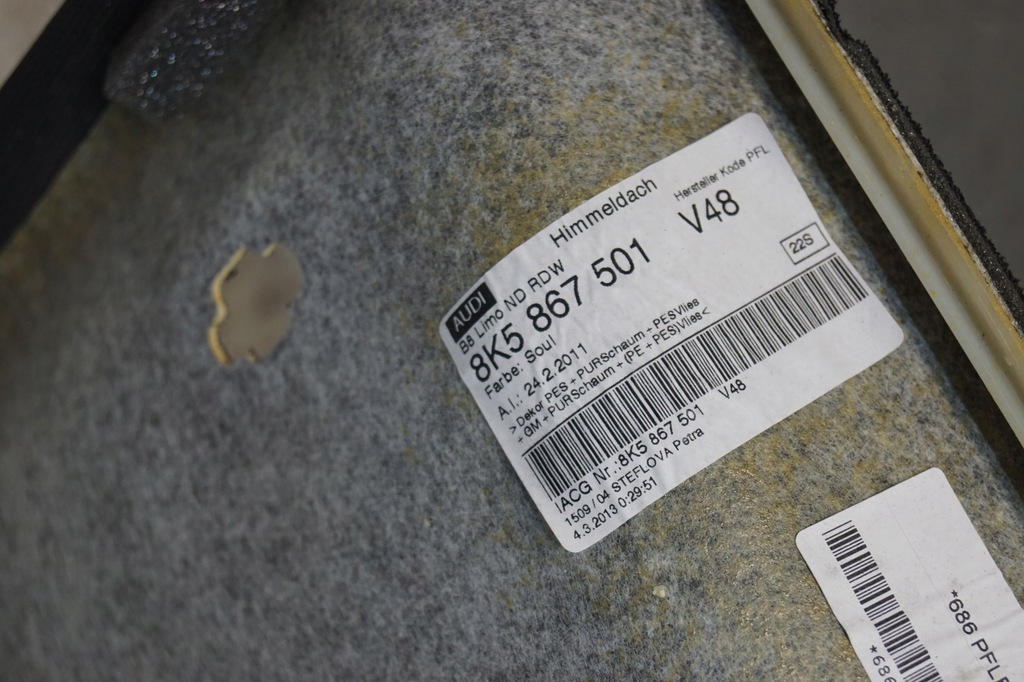 AUDI Himmeldach Hersteller Kode PFL
B8 Limo ND RDW V48
8K5 867 501
Farbe: Soul 22S
A.I.: 24.2.2011
>Dekor PES + PURSchaum + PESVlies
+ GM + PURSchaum + (PE + PES)Vlies<
ACG Nr.:8K5 867 501 V48
1509 / 04 STEFLOVA Petra
4.3.2013 0:29:51
*686 PFL
*686